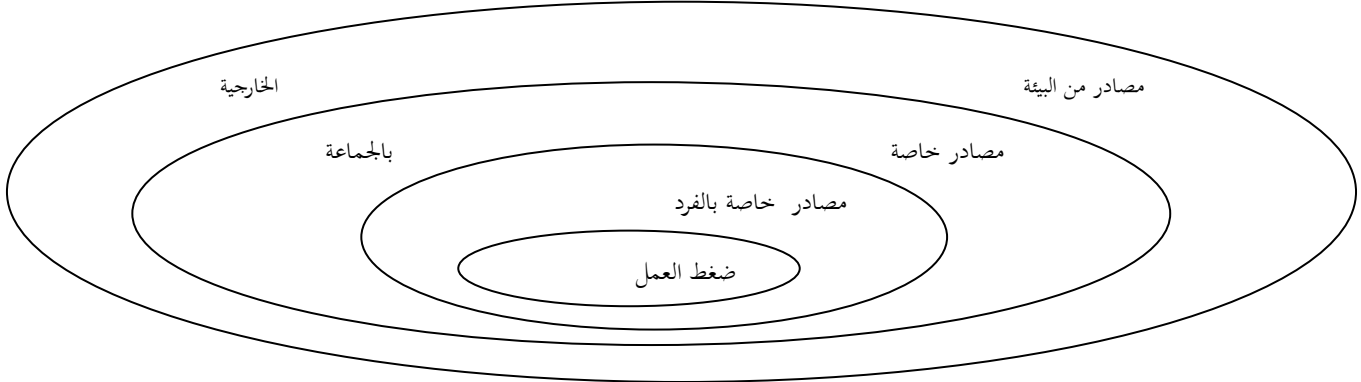 مصادر من البيئة الخارجية
مصادر خاصة بالجماعة
مصادر خاصة بالفرد
ضغط العمل